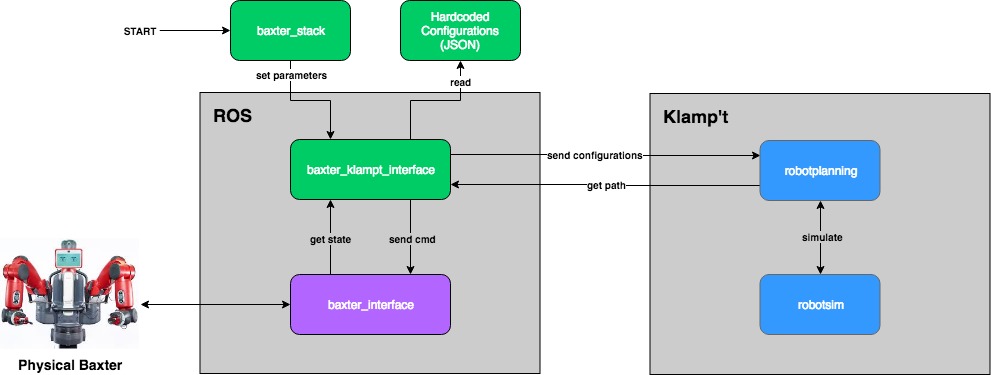 START
baxter_stack
Hardcoded
Configurations
(JSON)
set parameters
read
ROS
Klamp't
baxter_klampt_interface
send configurations
robotplanning
get path
get state
send cmd
simulate
baxter_interface
robotsim
Physical Baxter